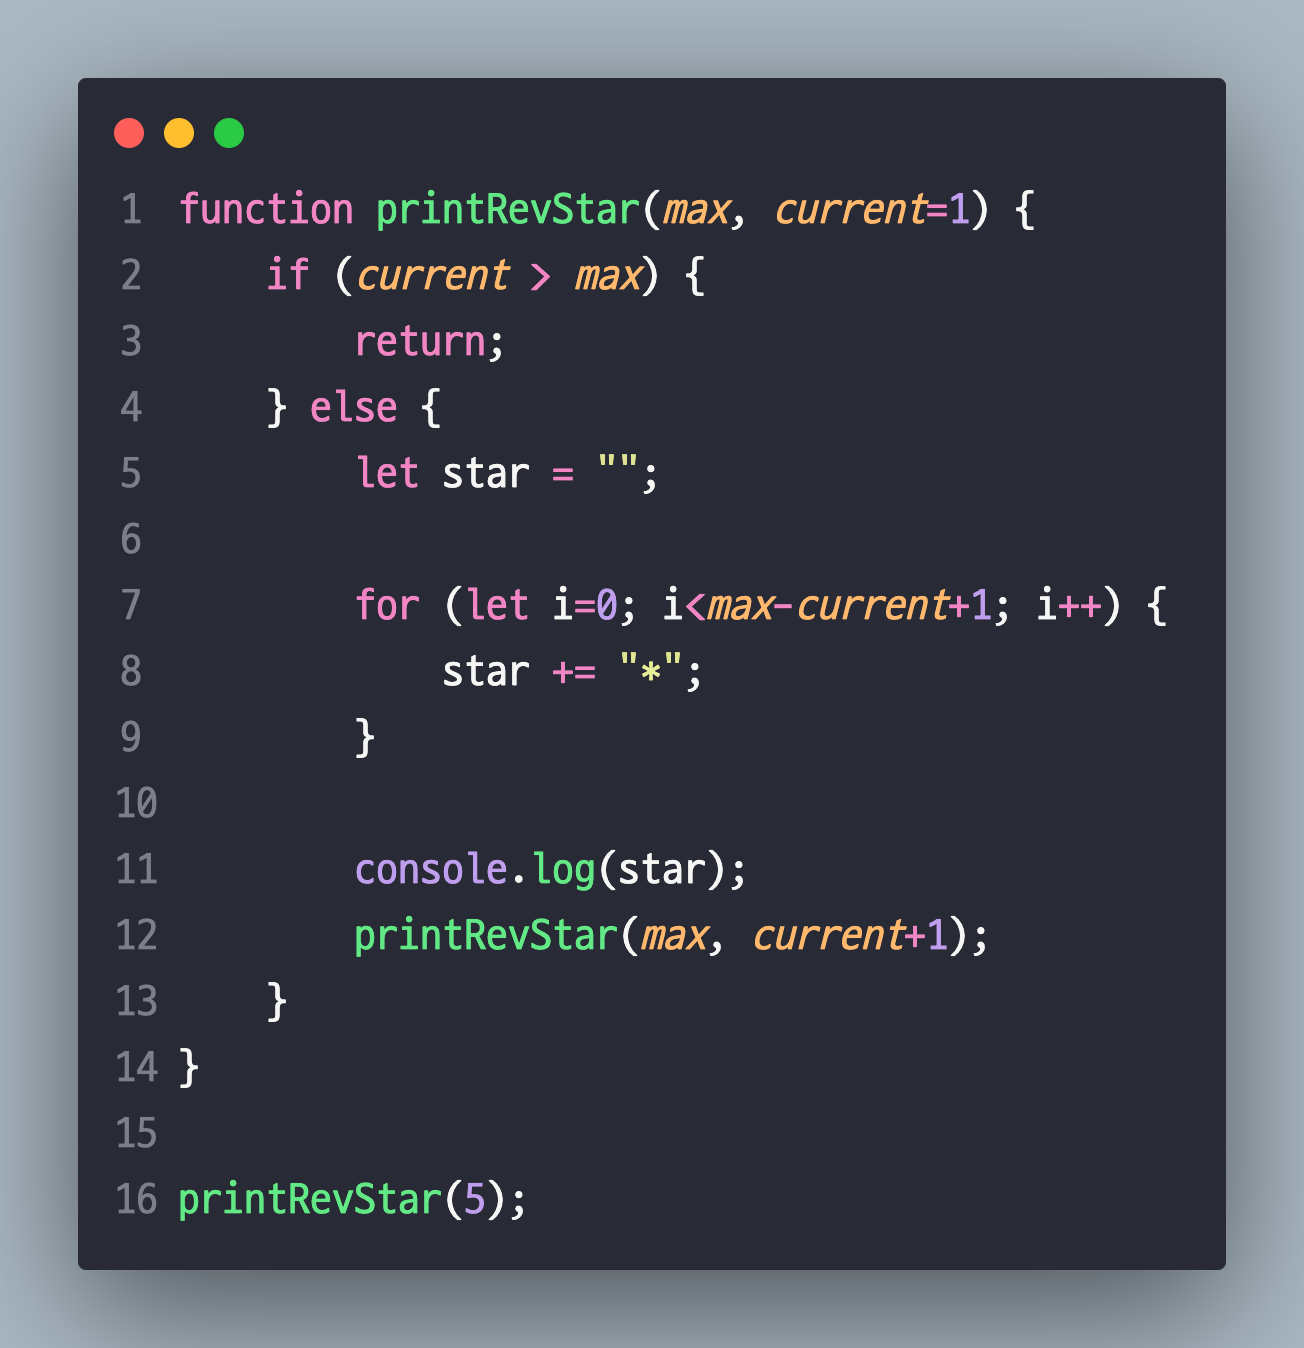 1 function printRevStar(max, current=1) {
2     if (current > max) {
3         return;
4     } else {
5         let star = "";
6
7         for (let i=0; i<max-current+1; i++) {
8             star += "*";
9         }
10
11         console.log(star);
12         printRevStar(max, current+1);
13     }
14 }
15
16 printRevStar(5);